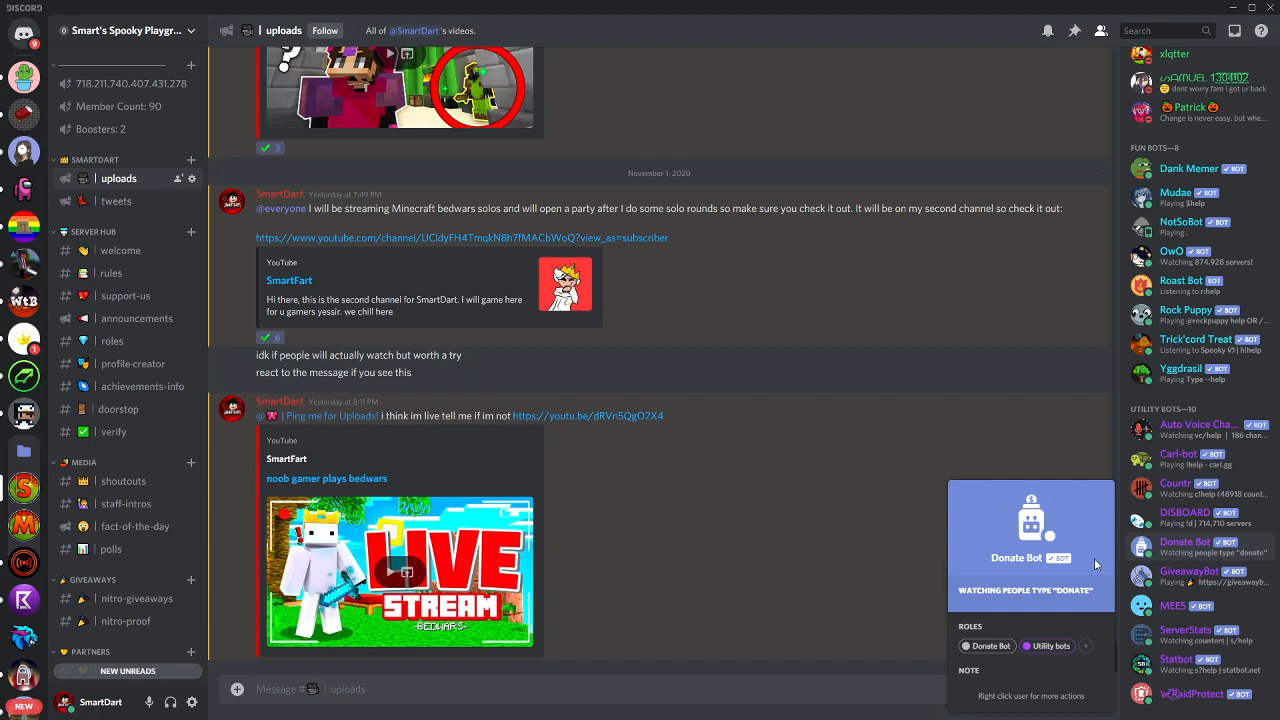 DISCORD
Smart's Spooky Playgr...
uploads
Follow
All of @SmartDart's videos.
Search
9
1
NEW
718.211.740.407.431.278
Member Count: 90
Boosters: 2
SMARTDART
uploads
tweets
SERVER HUB
welcome
rules
support-us
announcements
roles
profile-creator
achievements-info
doorstop
verify
MEDIA
shoutouts
staff-intros
fact-of-the-day
polls
GIVEAWAYS
nitro-giveaways
nitro-proof
PARTNERS
NEW UNREADS
SmartDart
?
3
November 1, 2020
SmartDart Yesterday at 7:49 PM
@everyone I will be streaming Minecraft bedwars solos and will open a party after I do some solo rounds so make sure you check it out. It will be on my second channel so check it out:
https://www.youtube.com/channel/UCldyFH4TmqkN8h7fMACbWoQ?view_as=subscriber
YouTube
SmartFart
Hi there, this is the second channel for SmartDart. I will game here
for u gamers yessir. we chill here
6
idk if people will actually watch but worth a try
react to the message if you see this
SmartDart Yesterday at 8:11 PM
@ | Ping me for Uploads! i think im live tell me if im not https://youtu.be/dRVn5QgO2X4
YouTube
SmartFart
noob gamer plays bedwars
LIVE
STREAM
-BEDWARS-
Message # | uploads
Donate Bot BOT
WATCHING PEOPLE TYPE "DONATE"
ROLES
Donate Bot Utility bots
NOTE
Right click user for more actions
xlqtter
dont worry fam i got ur back
Patrick
Change is never easy, but whe...
FUN BOTS—8
Dank Memer BOT
Mudae BOT
Playing $help
NotSoBot BOT
Playing .
OwO BOT
Watching 874,928 servers!
Roast Bot BOT
Listening to r:help
Rock Puppy BOT
Playing @rockpuppy help OR /...
Trick'cord Treat BOT
Listening to Spooky | h!help
Yggdrasil BOT
Playing Type --help
UTILITY BOTS—10
Auto Voice Cha... BOT
Watching vc/help | 186 chan...
Carl-bot BOT
Playing !help - carl.gg
Countr BOT
Watching c!help (48918 count...
DISBOARD BOT
Playing !d | 714,710 servers
Donate Bot BOT
Watching people type "donate"
GiveawayBot BOT
Playing https://giveawayb...
MEE5 BOT
ServerStats BOT
Watching counters | s/help
Statbot BOT
Watching s?help | statbot.net
RaidProtect BOT